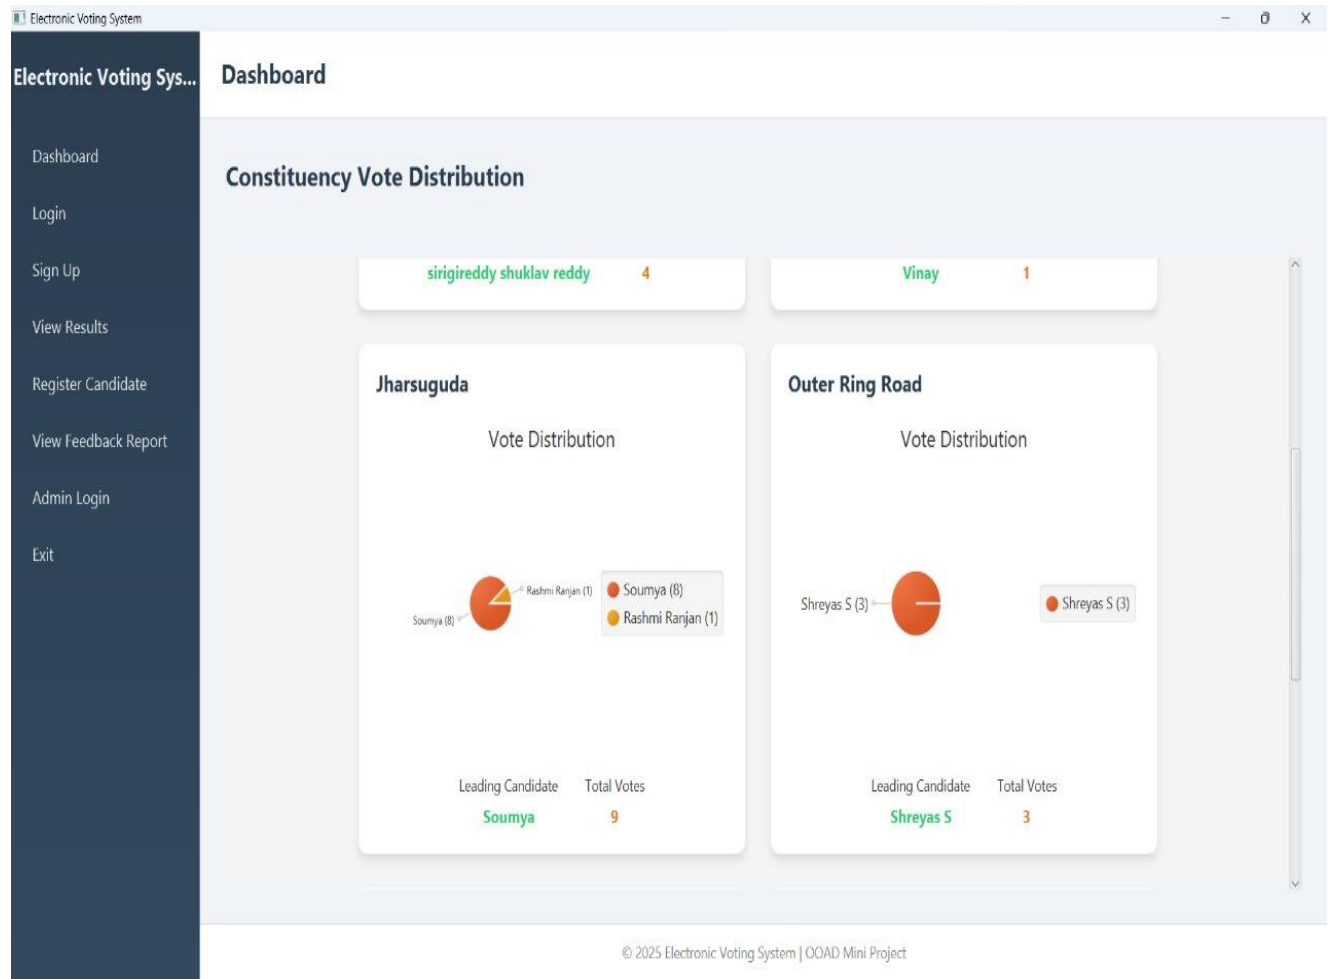 Electronic Voting System
Electronic Voting Sys...
Dashboard
Login
Sign Up
View Results
Register Candidate
View Feedback Report
Admin Login
Exit
Dashboard
Constituency Vote Distribution
sirigireddy shuklav reddy 4
Vinay 1
Jharsuguda
Vote Distribution
Rashmi Ranjan (1)
Soumya (8)
Soumya (8)
Rashmi Ranjan (1)
Leading Candidate Total Votes
Soumya 9
Outer Ring Road
Vote Distribution
Shreyas S (3)
Shreyas S (3)
Leading Candidate Total Votes
Shreyas S 3
© 2025 Electronic Voting System | OOAD Mini Project